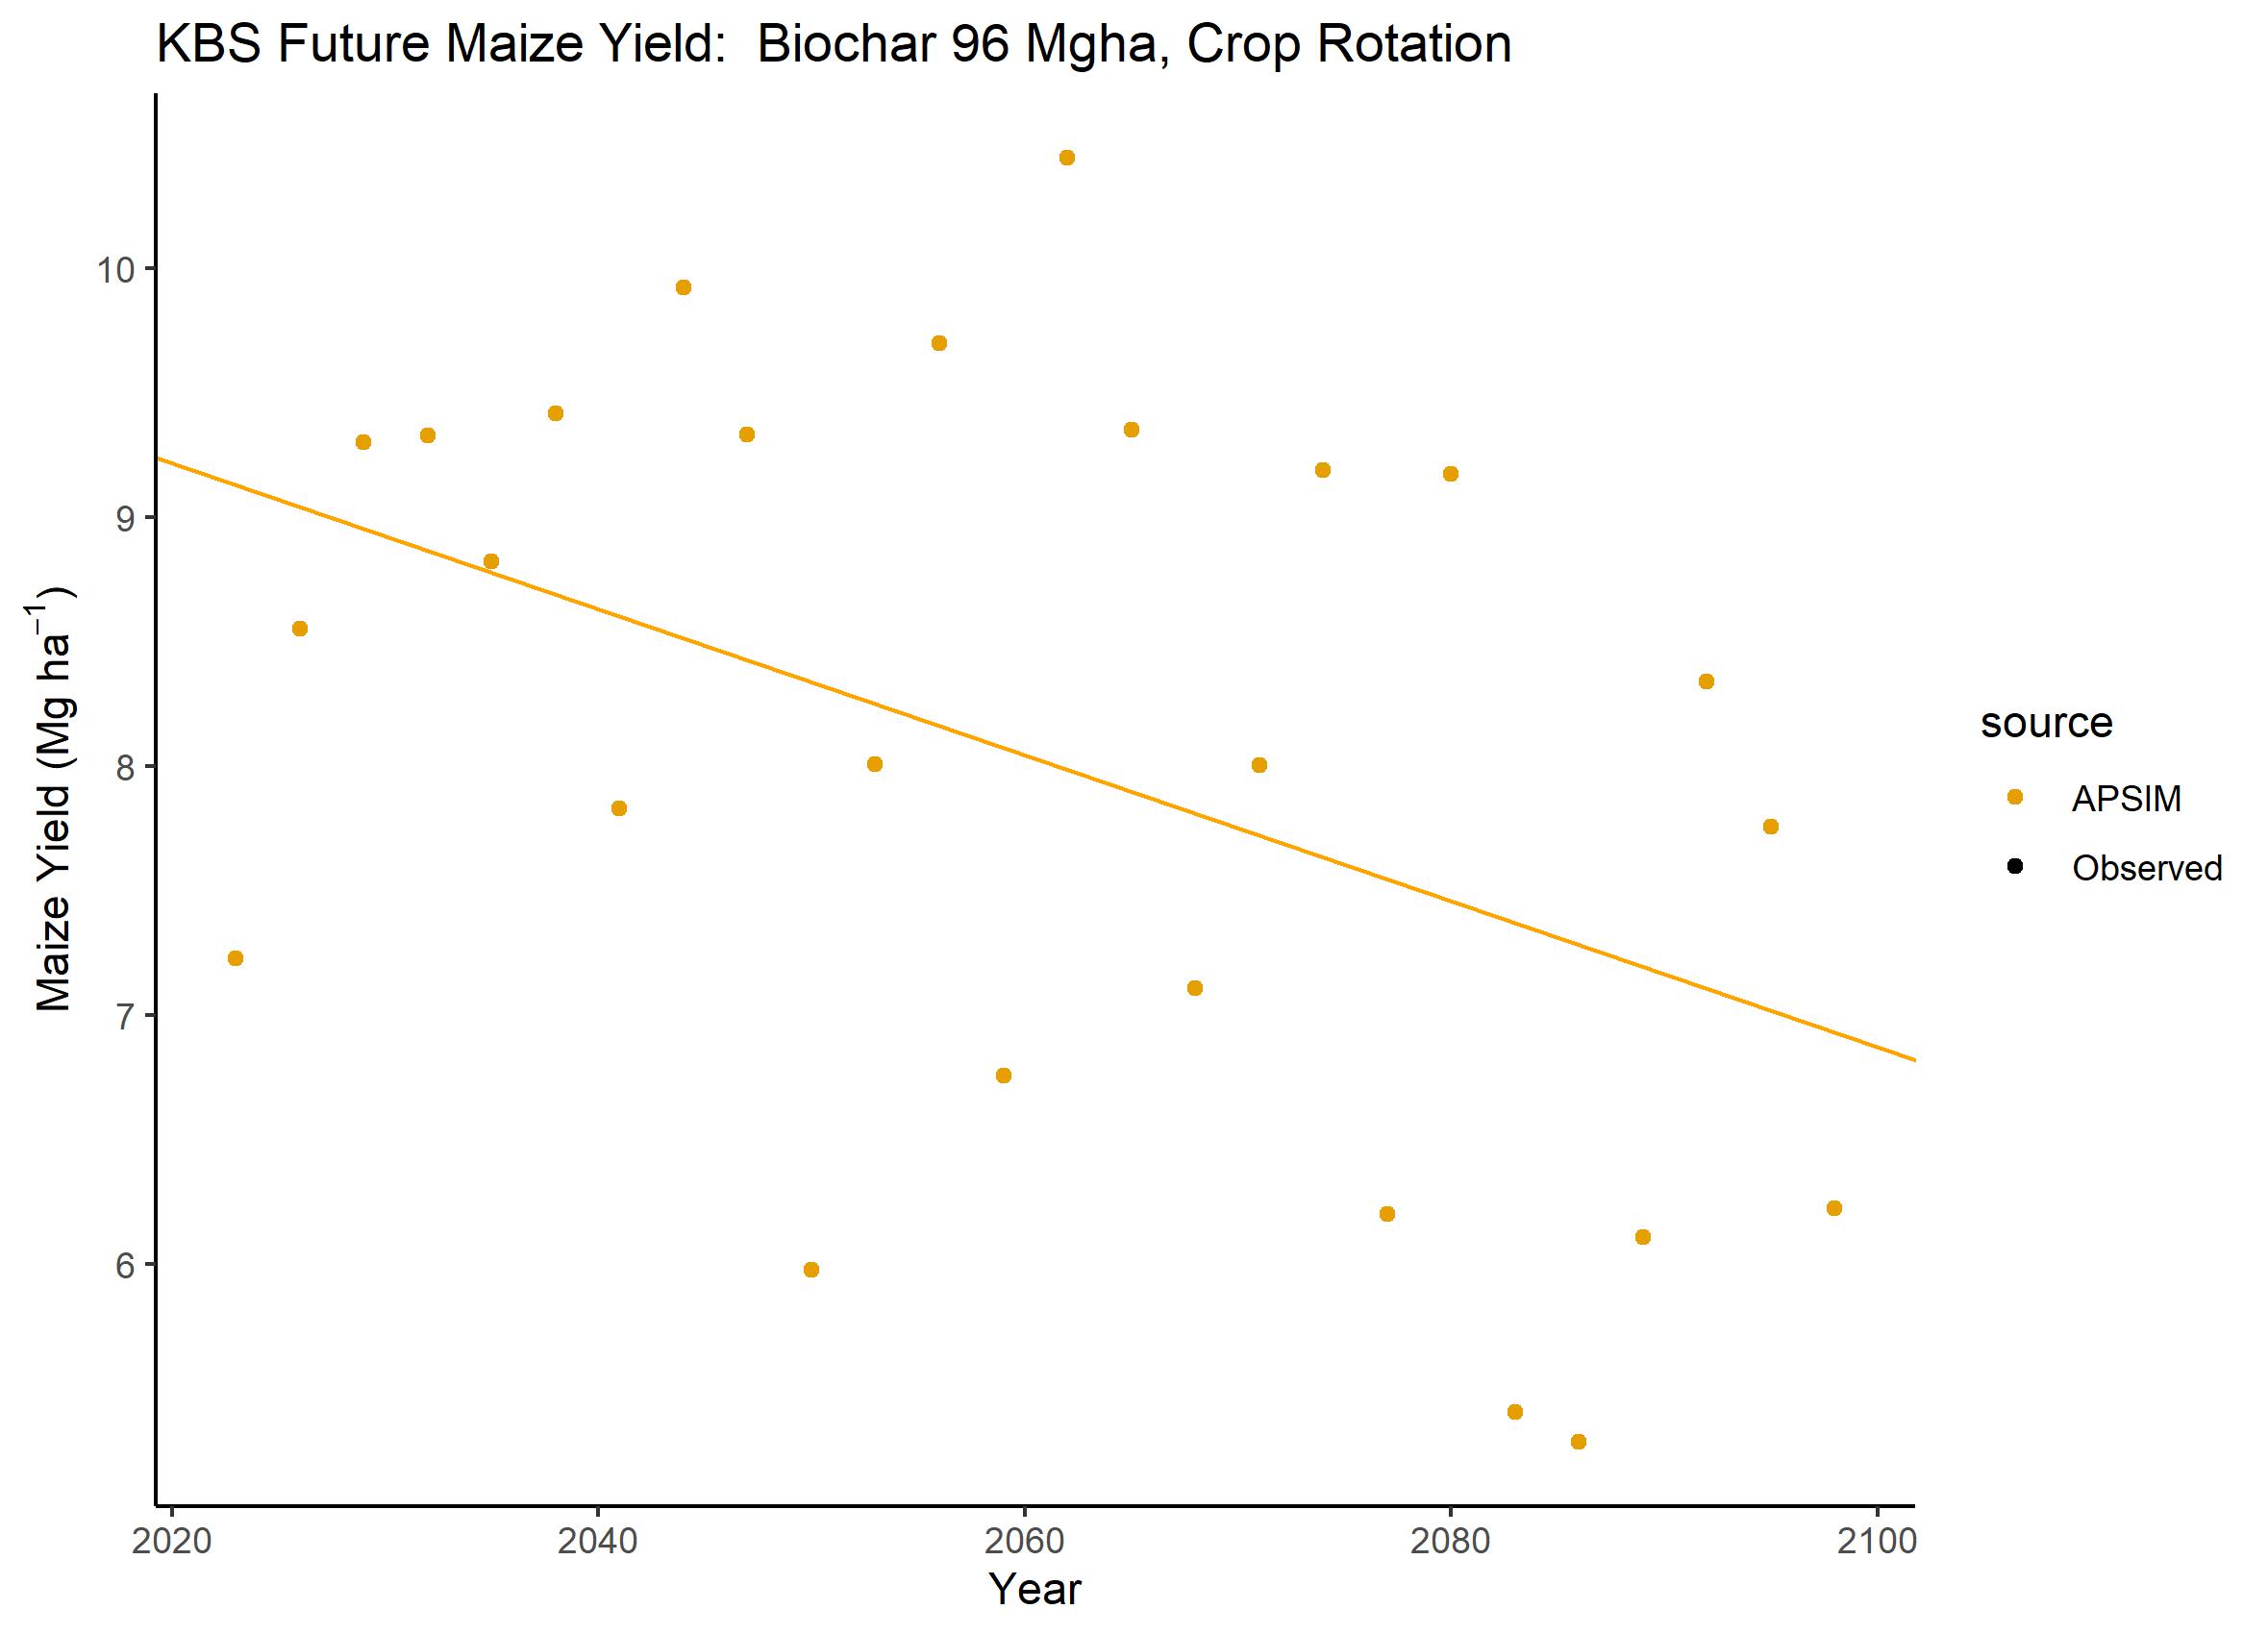 KBS Future Maize Yield:  Biochar 96 Mgha, Crop Rotation
10
9
8
7
6
Maize Yield (Mg ha⁻¹)
2020 2040 2060 2080 2100
Year
source
APSIM
Observed